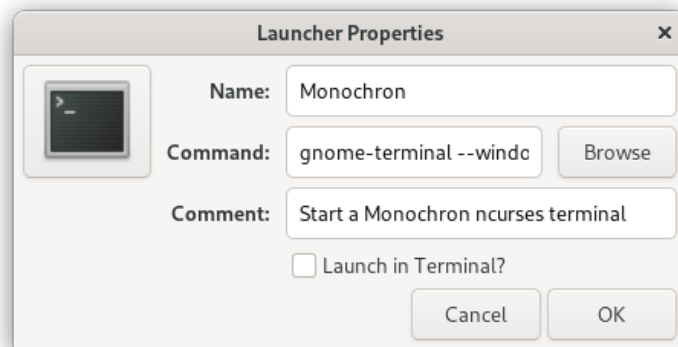 Launcher Properties
Name: Monochron
Command: gnome-terminal --windo Browse
Comment: Start a Monochron ncurses terminal
Launch in Terminal?
Cancel OK